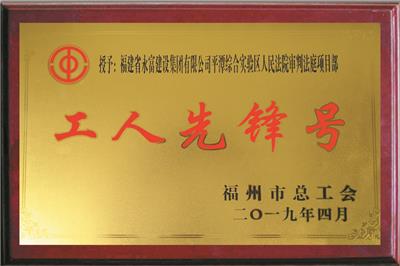 授予：福建省永富建设集团有限公司平潭综合实验区人民法院审判法庭项目部
工人先锋号
福州市总工会
二〇一九年四月